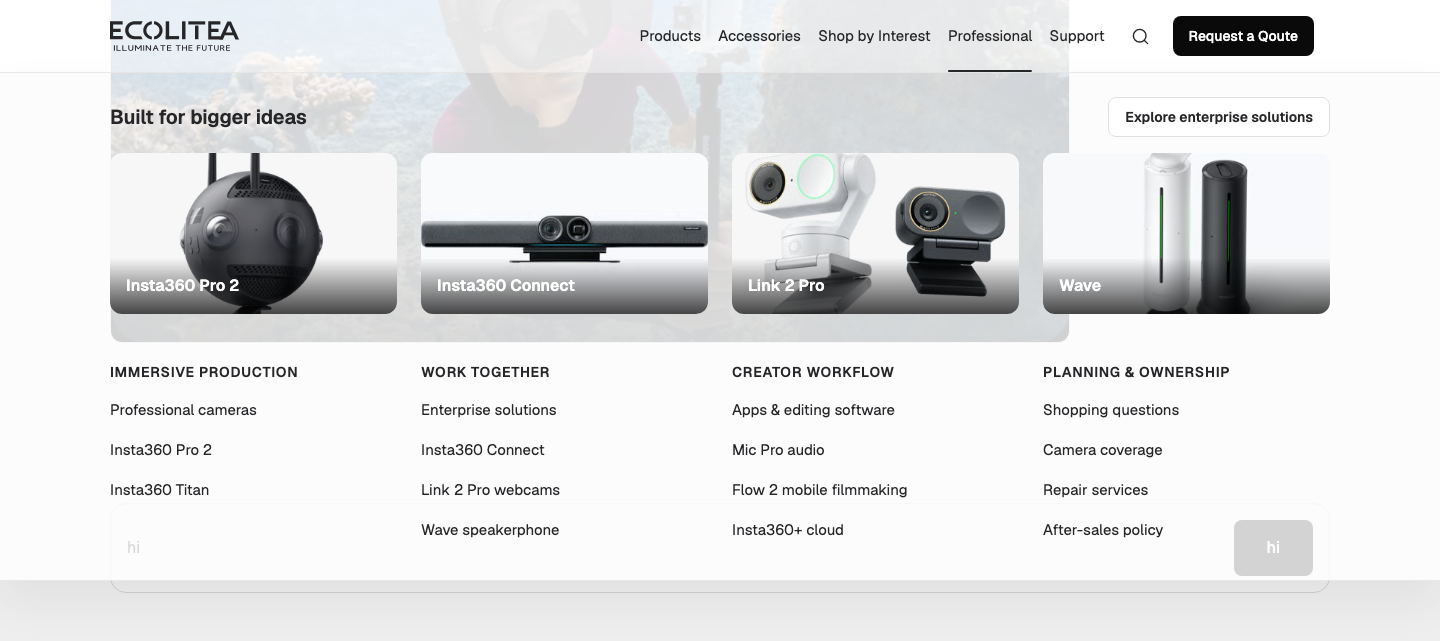 ECOLITEA
ILLUMINATE THE FUTURE
Products Accessories Shop by Interest Professional Support Request a Qoute
Built for bigger ideas
Explore enterprise solutions
Insta360 Pro 2
Insta360 Connect
Link 2 Pro
Wave
IMMERSIVE PRODUCTION
Professional cameras
Insta360 Pro 2
Insta360 Titan
WORK TOGETHER
Enterprise solutions
Insta360 Connect
Link 2 Pro webcams
Wave speakerphone
CREATOR WORKFLOW
Apps & editing software
Mic Pro audio
Flow 2 mobile filmmaking
Insta360+ cloud
PLANNING & OWNERSHIP
Shopping questions
Camera coverage
Repair services
After-sales policy
hi
hi